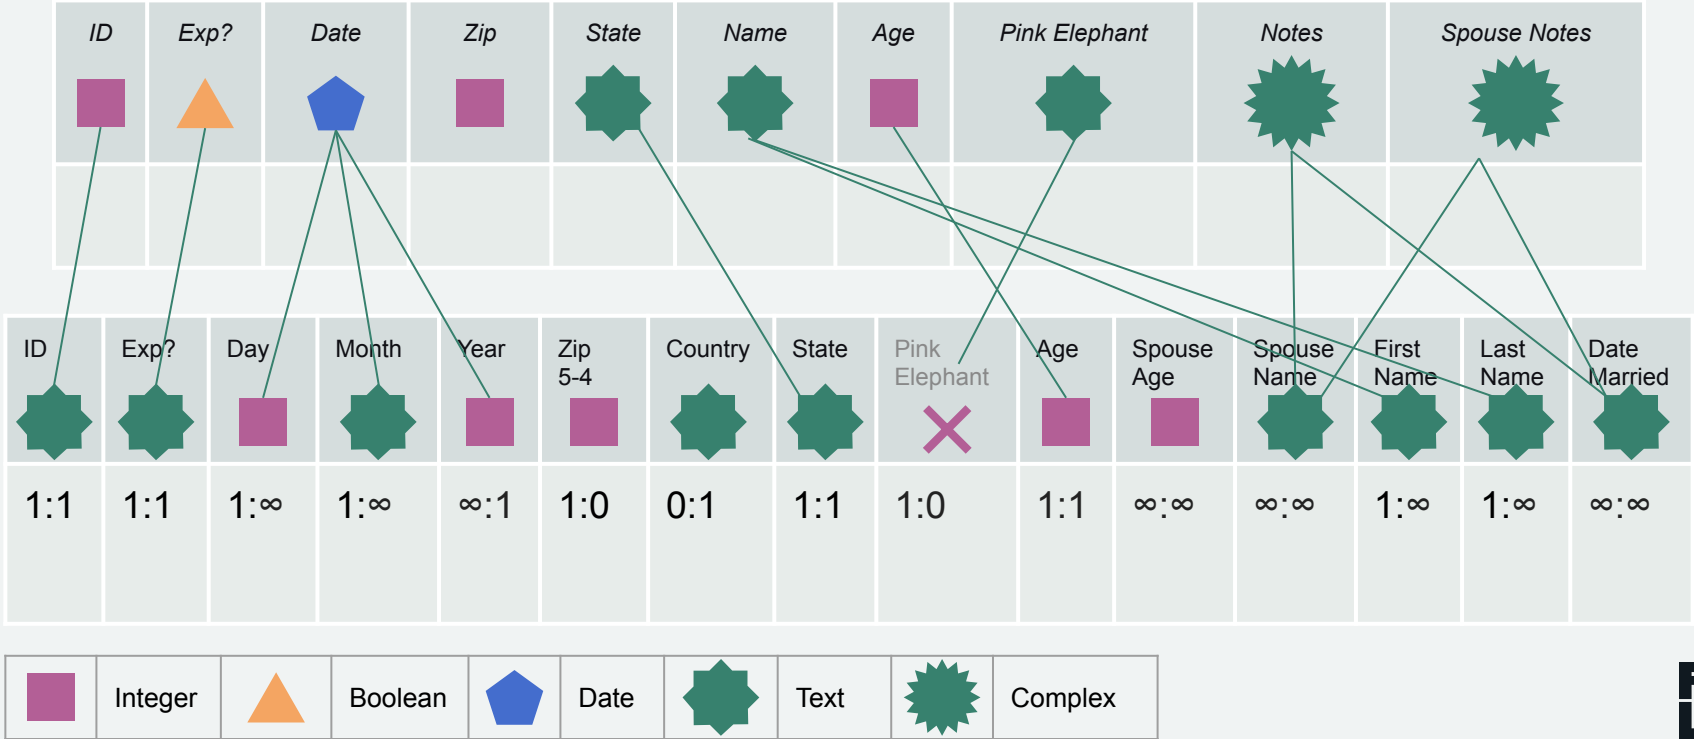 ID Exp? Date Zip State Name Age Pink Elephant Notes Spouse Notes
ID Exp? Day Month Year Zip Country State Pink Age Spouse Spouse First Last Date
5-4 Elephant Age Name Name Name Married
1:1 1:1 1:∞ 1:∞ ∞:1 1:0 0:1 1:1 1:0 1:1 ∞:∞ ∞:∞ 1:∞ 1:∞ ∞:∞
Integer Boolean Date Text Complex